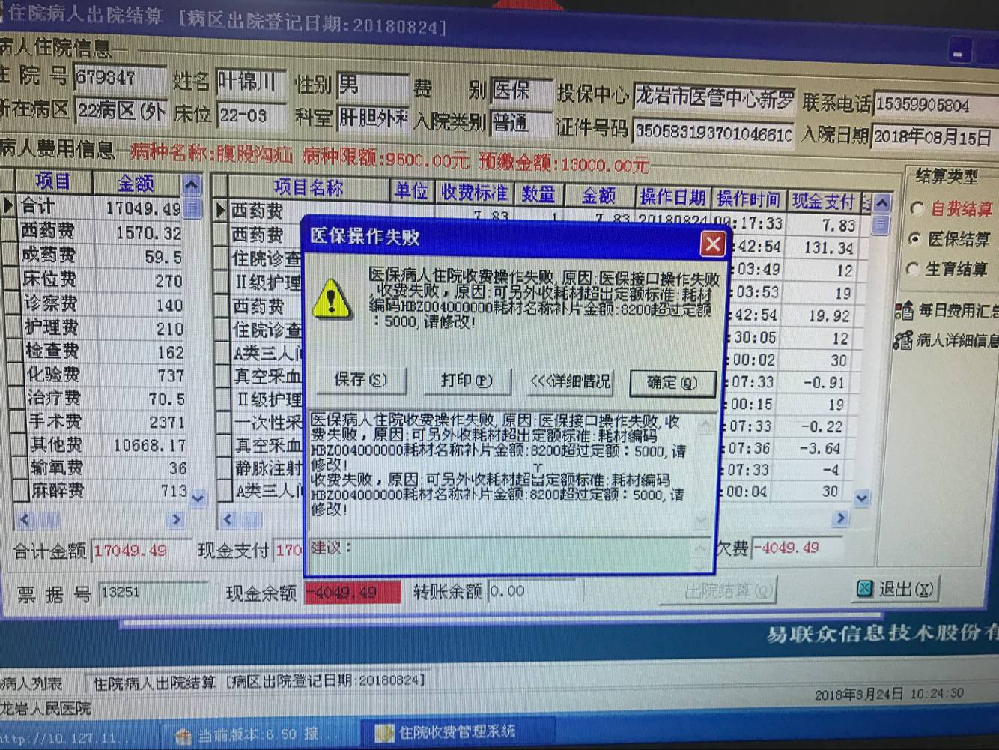 住院病人出院结算 [病区出院登记日期:20180824]
病人住院信息
住 院 号 679347 姓名 叶锦川 性别 男 费 别 医保 投保中心 龙岩市医管中心新罗 联系电话 15359905804
所在病区 22病区(外 床位 22-03 科室 肝胆外科 入院类别 普通 证件号码 35058319370104661C 入院日期 2018年08月15日
病人费用信息 病种名称:腹股沟疝 病种限额:9500.00元 预缴金额:13000.00元
结算类型
自费结算
医保结算
生育结算
每日费用汇总
病人详细信息
项目 金额
合计 17049.49
西药费 1570.32
成药费 59.5
床位费 270
诊察费 140
护理费 210
检查费 162
化验费 737
治疗费 70.5
手术费 2371
其他费 10668.17
输氧费 36
麻醉费 713
项目名称 单位 收费标准 数量 金额 操作日期 操作时间 现金支付
西药费 7.83 1 7.83 20180824 09:17:33 7.83
西药费 :42:54 131.34
住院诊查 :03:49 12
Ⅱ级护理 :03:53 19
西药费 :42:54 19.92
住院诊查 :30:05 12
A类三人间 :00:02 30
真空采血 :07:33 -0.91
Ⅱ级护理 :00:15 19
一次性采 :07:33 -0.22
真空采血 :07:36 -3.64
静脉注射 :07:33 -4
A类三人间 :00:04 30
医保操作失败
医保病人住院收费操作失败,原因:医保接口操作失败
,收费失败，原因:可另外收耗材超出定额标准:耗材
编码HBZ004000000耗材名称补片金额:8200超过定额
：5000,请修改!
保存(S) 打印(P) <<<详细情况 确定(Q)
医保病人住院收费操作失败,原因:医保接口操作失败,收
费失败，原因:可另外收耗材超出定额标准:耗材编码
HBZ004000000耗材名称补片金额:8200超过定额：5000,请
修改!
收费失败，原因:可另外收耗材超出定额标准:耗材编码
HBZ004000000耗材名称补片金额:8200超过定额：5000,请
修改!
建议：
合计金额 17049.49 现金支付 170 欠费 -4049.49
票 据 号 13251 现金余额 -4049.49 转账余额 0.00 出院结算(Q) 退出(X)
易联众信息技术股份有
病人列表 住院病人出院结算 [病区出院登记日期:20180824]
龙岩人民医院 2018年8月24日 10:24:30
http://10.127.11... 当前版本:6.50 接 住院收费管理系统